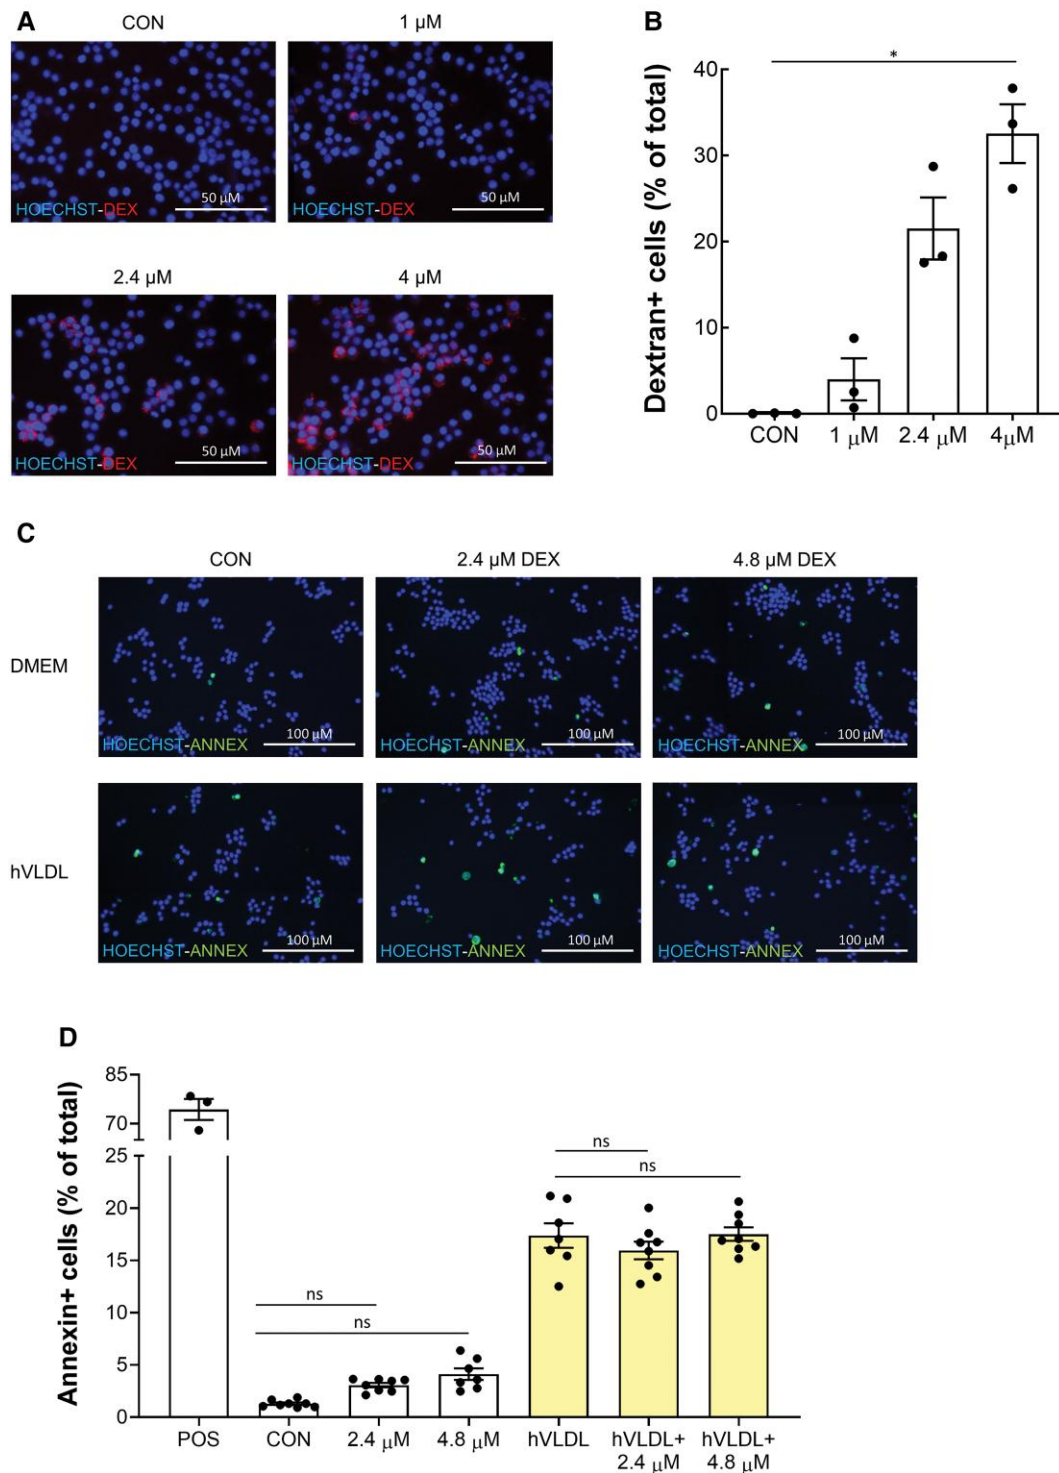 A
CON
1 µM
50 µM
50 µM
HOECHST-DEX
HOECHST-DEX
2.4 µM
4 µM
50 µM
50 µM
HOECHST-DEX
HOECHST-DEX
B
*
Dextran+ cells (% of total)
40
30
20
10
0
CON
1 µM
2.4 µM
4µM
C
CON
2.4 µM DEX
4.8 µM DEX
DMEM
100 µM
100 µM
100 µM
HOECHST-ANNEX
HOECHST-ANNEX
HOECHST-ANNEX
hVLDL
100 µM
100 µM
100 µM
HOECHST-ANNEX
HOECHST-ANNEX
HOECHST-ANNEX
D
Annexin+ cells (% of total)
85
70
25
20
15
10
5
0
ns
ns
ns
ns
POS
CON
2.4 µM
4.8 µM
hVLDL
hVLDL+
2.4 µM
hVLDL+
4.8 µM